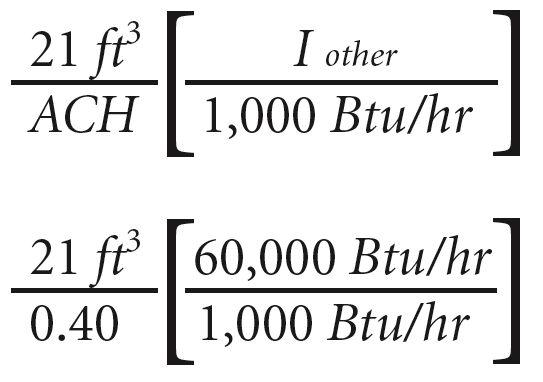 21 ft³ I other
ACH 1,000 Btu/hr
21 ft³ 60,000 Btu/hr
0.40 1,000 Btu/hr